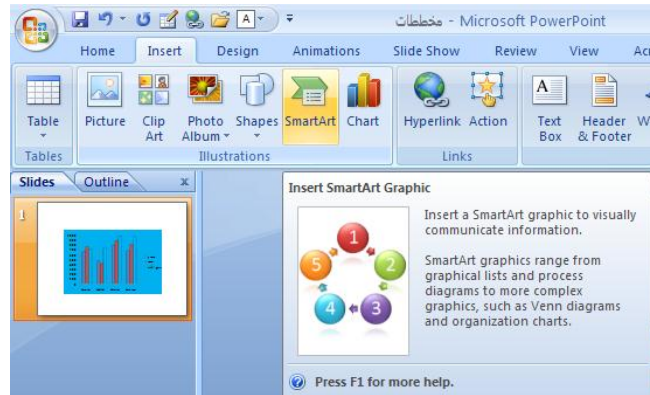 A
مخططات - Microsoft PowerPoint
Home Insert Design Animations Slide Show Review View
Table Picture Clip Art Photo Album Shapes SmartArt Chart Hyperlink Action Text Box Header & Footer
Tables Illustrations Links
Slides Outline x
1
Insert SmartArt Graphic
Insert a SmartArt graphic to visually
communicate information.
SmartArt graphics range from
graphical lists and process
diagrams to more complex
graphics, such as Venn diagrams
and organization charts.
1
5 2
4 3
Press F1 for more help.